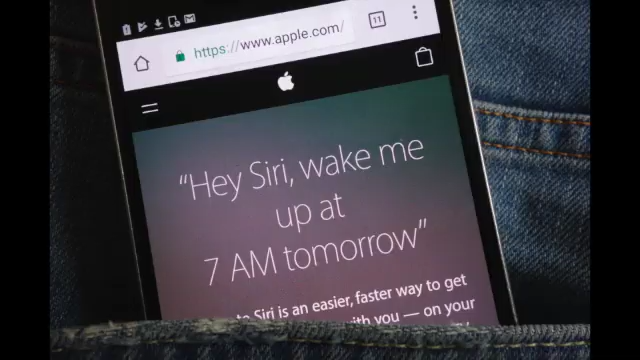 https://www.apple.com/
11
“Hey Siri, wake me
up at
7 AM tomorrow”
to Siri is an easier, faster way to get
with you — on your